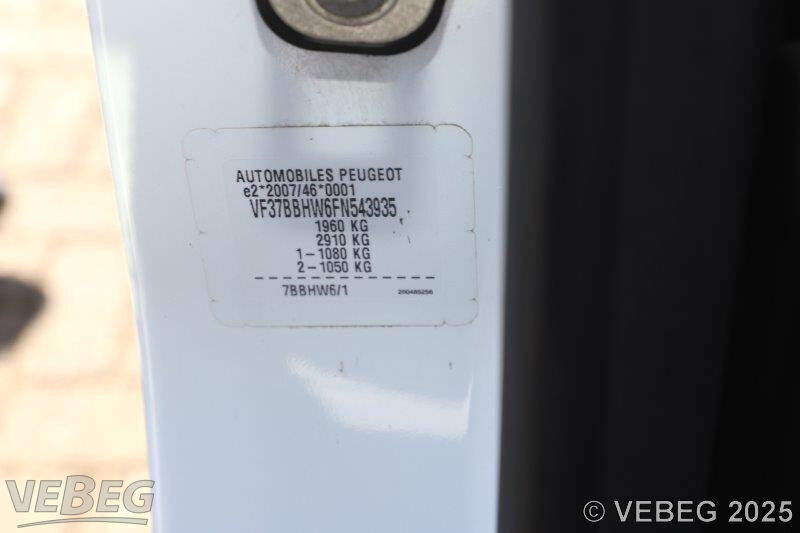 AUTOMOBILES PEUGEOT
e2*2007/46*0001
VF37BBHW6FN543935
1960 KG
2910 KG
1-1080 KG
2-1050 KG
7BBHW6/1 200485256
VEBEG
© VEBEG 2025